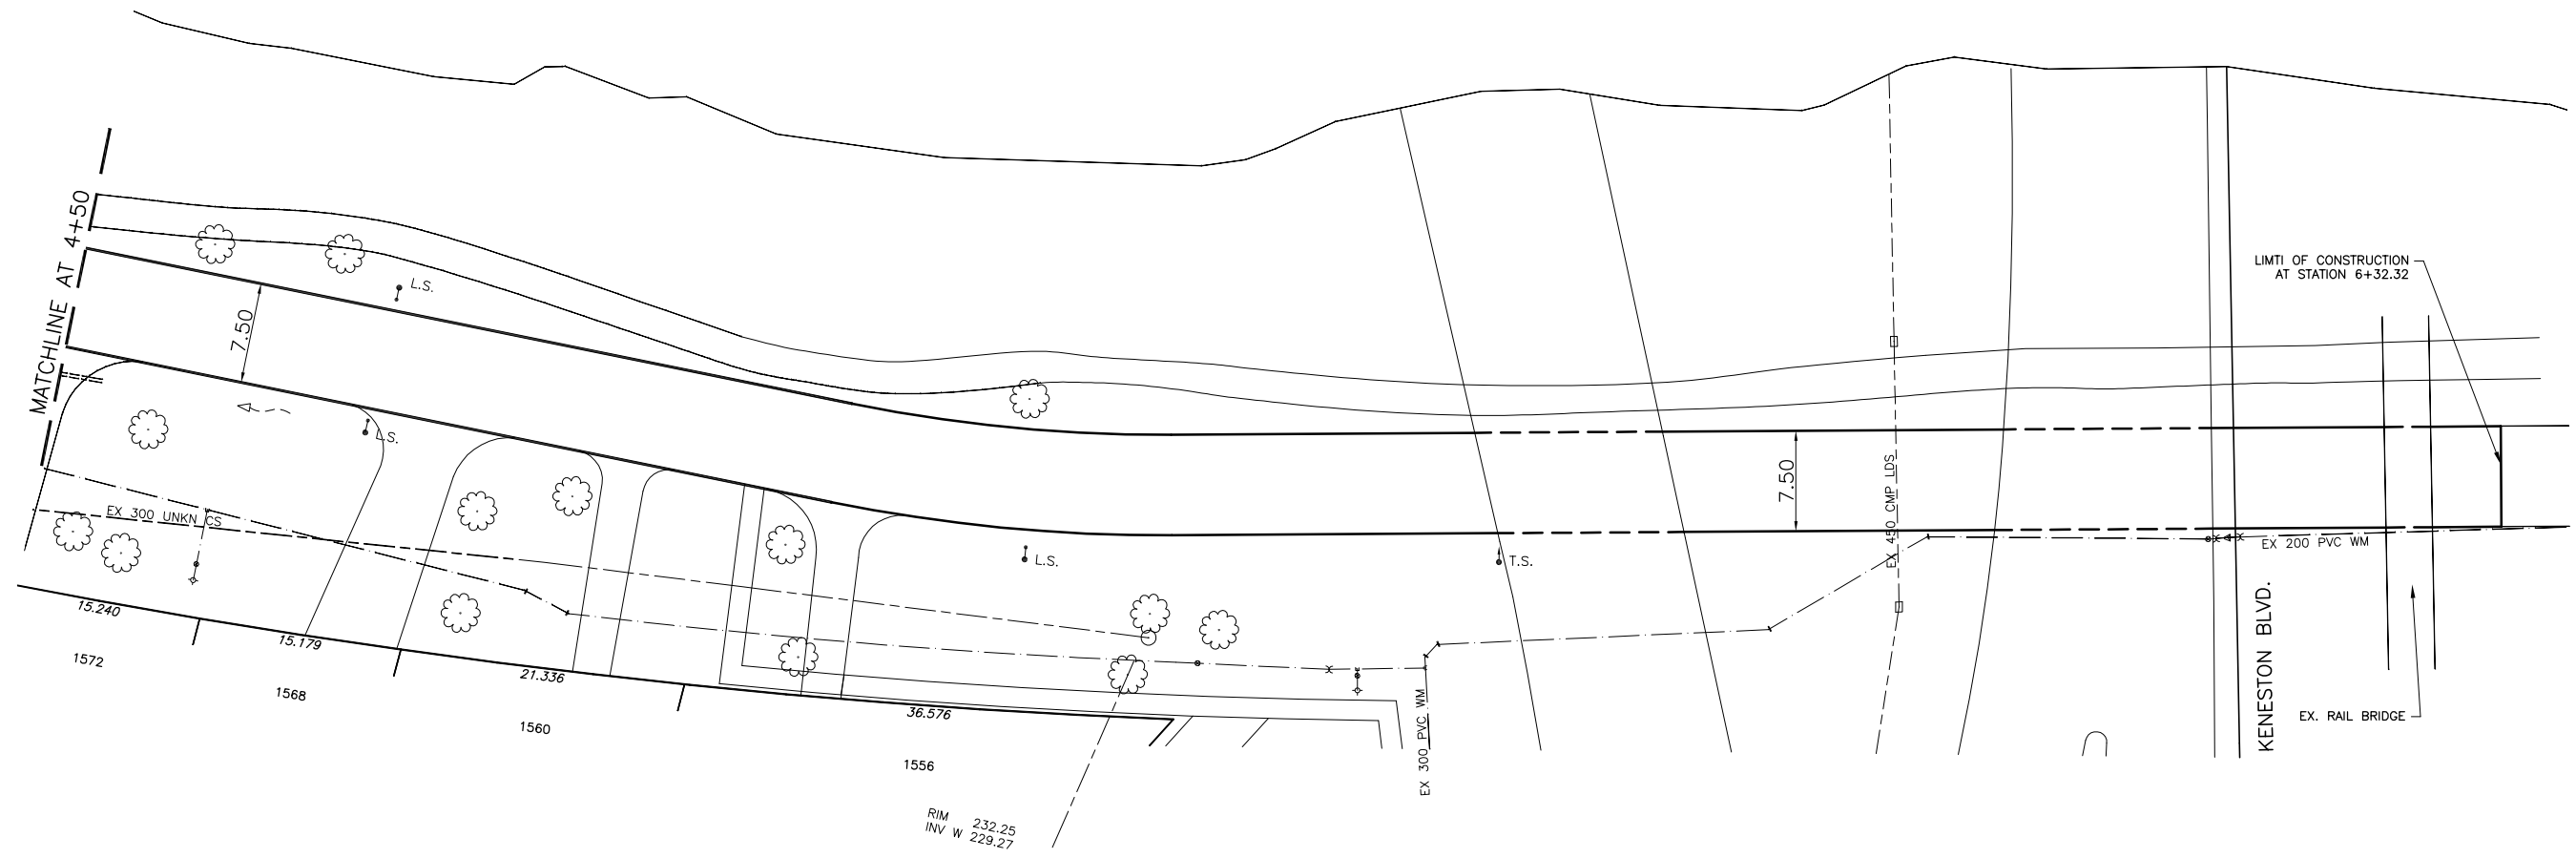 MATCHLINE AT 4+50
L.S.
7.50
LIMTI OF CONSTRUCTION
AT STATION 6+32.32
L.S.
7.50
EX 450 CMP LDS
EX 300 UNKN CS
L.S.
T.S.
EX 200 PVC WM
15.240
15.179
21.336
36.576
1572
1568
1560
1556
EX 300 PVC WM
KENESTON BLVD.
EX. RAIL BRIDGE
RIM 232.25
INV W 229.27